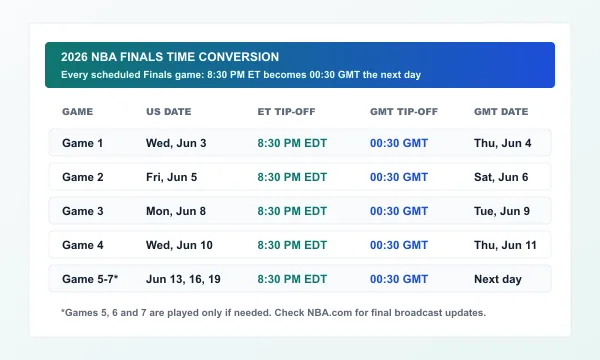 2026 NBA FINALS TIME CONVERSION
Every scheduled Finals game: 8:30 PM ET becomes 00:30 GMT the next day
GAME US DATE ET TIP-OFF GMT TIP-OFF GMT DATE
Game 1 Wed, Jun 3 8:30 PM EDT 00:30 GMT Thu, Jun 4
Game 2 Fri, Jun 5 8:30 PM EDT 00:30 GMT Sat, Jun 6
Game 3 Mon, Jun 8 8:30 PM EDT 00:30 GMT Tue, Jun 9
Game 4 Wed, Jun 10 8:30 PM EDT 00:30 GMT Thu, Jun 11
Game 5-7* Jun 13, 16, 19 8:30 PM EDT 00:30 GMT Next day
*Games 5, 6 and 7 are played only if needed. Check NBA.com for final broadcast updates.